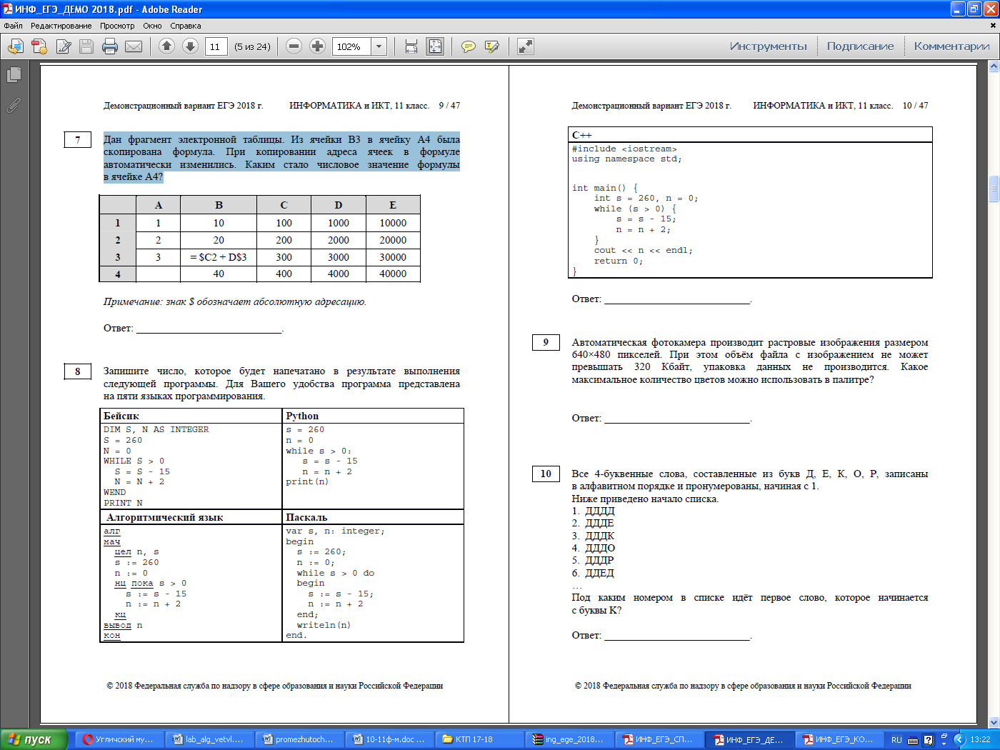 ИНФ_ЕГЭ_ДЕМО 2018.pdf - Adobe Reader
Файл Редактирование Просмотр Окно Справка
11 (5 из 24) 102% Инструменты Подписание Комментарии
Демонстрационный вариант ЕГЭ 2018 г. ИНФОРМАТИКА и ИКТ, 11 класс. 9 / 47
7
Дан фрагмент электронной таблицы. Из ячейки B3 в ячейку A4 была
скопирована формула. При копировании адреса ячеек в формуле
автоматически изменились. Каким стало числовое значение формулы
в ячейке A4?
A B C D E
1 1 10 100 1000 10000
2 2 20 200 2000 20000
3 3 = $C2 + D$3 300 3000 30000
4 40 400 4000 40000
Примечание: знак $ обозначает абсолютную адресацию.
Ответ: ___________________________.
8
Запишите число, которое будет напечатано в результате выполнения
следующей программы. Для Вашего удобства программа представлена
на пяти языках программирования.
Бейсик
DIM S, N AS INTEGER
S = 260
N = 0
WHILE S > 0
S = S - 15
N = N + 2
WEND
PRINT N
Python
s = 260
n = 0
while s > 0:
s = s - 15
n = n + 2
print(n)
Алгоритмический язык
алг
нач
цел n, s
s := 260
n := 0
нц пока s > 0
s := s - 15
n := n + 2
кц
вывод n
кон
Паскаль
var s, n: integer;
begin
s := 260;
n := 0;
while s > 0 do
begin
s := s - 15;
n := n + 2
end;
writeln(n)
end.
© 2018 Федеральная служба по надзору в сфере образования и науки Российской Федерации
Демонстрационный вариант ЕГЭ 2018 г. ИНФОРМАТИКА и ИКТ, 11 класс. 10 / 47
C++
#include <iostream>
using namespace std;
int main() {
int s = 260, n = 0;
while (s > 0) {
s = s - 15;
n = n + 2;
}
cout << n << endl;
return 0;
}
Ответ: ___________________________.
9
Автоматическая фотокамера производит растровые изображения размером
640×480 пикселей. При этом объём файла с изображением не может
превышать 320 Кбайт, упаковка данных не производится. Какое
максимальное количество цветов можно использовать в палитре?
Ответ: ___________________________.
10
Все 4-буквенные слова, составленные из букв Д, Е, К, О, Р, записаны
в алфавитном порядке и пронумерованы, начиная с 1.
Ниже приведено начало списка.
1. ДДДД
2. ДДДЕ
3. ДДДК
4. ДДДО
5. ДДДР
6. ДДЕД
…
Под каким номером в списке идёт первое слово, которое начинается
с буквы K?
Ответ: ___________________________.
© 2018 Федеральная служба по надзору в сфере образования и науки Российской Федерации
пуск Угличский му... lab_alg_vetvl.... promezhutoch... 10-11ф-м.doc ... КТП 17-18 ing_ege_2018... ИНФ_ЕГЭ_СП... ИНФ_ЕГЭ_ДЕ... ИНФ_ЕГЭ_КО... RU 13:22